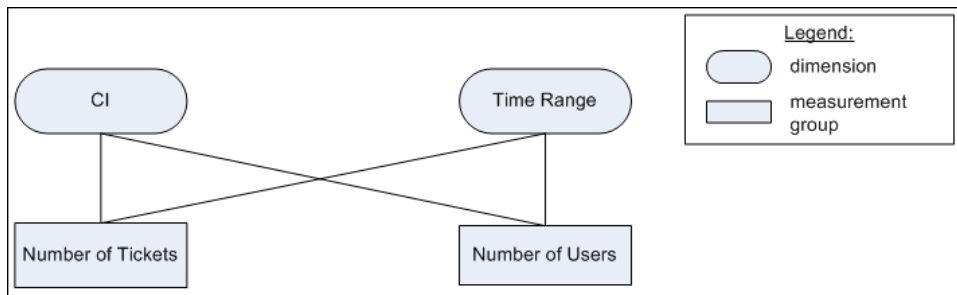 CI
Time Range
Number of Tickets
Number of Users
Legend:
dimension
measurement
group